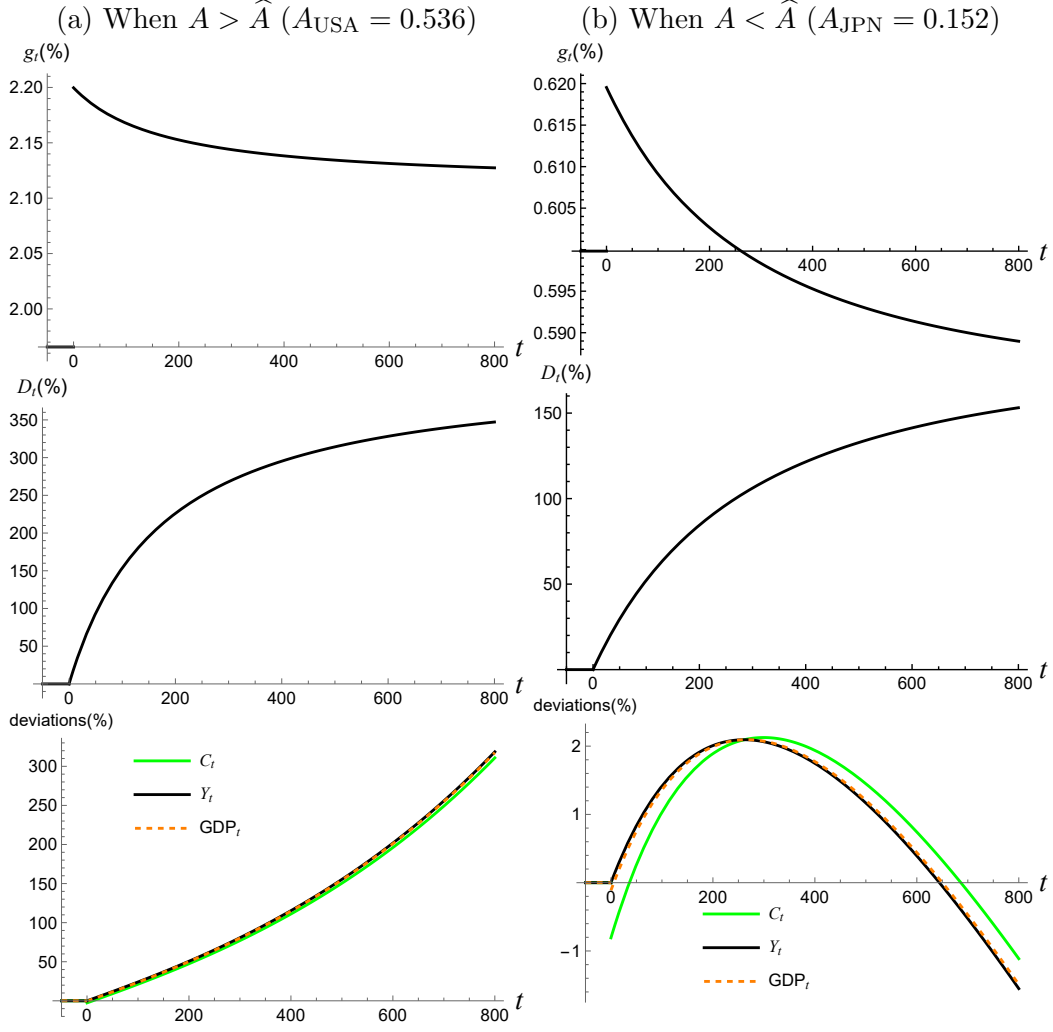 (a) When A > Â (A_USA = 0.536)
(b) When A < Â (A_JPN = 0.152)
g_t(%)
2.20
2.15
2.10
2.05
2.00
0 200 400 600 800 t
g_t(%)
0.620
0.615
0.610
0.605
0 200 400 600 800 t
0.595
0.590
D_t(%)
350
300
250
200
150
100
50
0 200 400 600 800 t
D_t(%)
150
100
50
0 200 400 600 800 t
deviations(%)
300
250
200
150
100
50
C_t
Y_t
GDP_t
0 200 400 600 800 t
deviations(%)
2
1
0 200 400 600 800 t
-1
C_t
Y_t
GDP_t